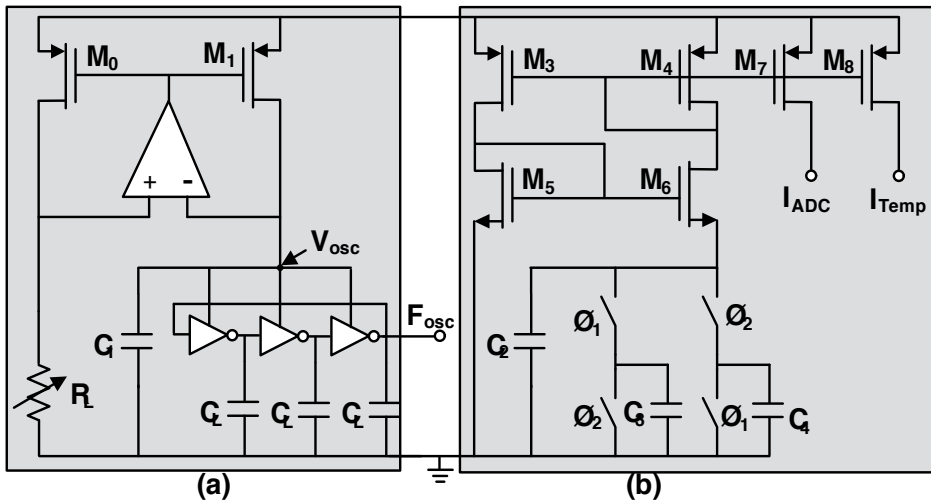 M0 M1 M3 M4 M7 M8
+ -
M5 M6
IADC ITemp
Vosc
Fosc
Ø1 Ø2
C1 C2
RL CL CL CL Ø2 C3 Ø1 C4
(a) (b)